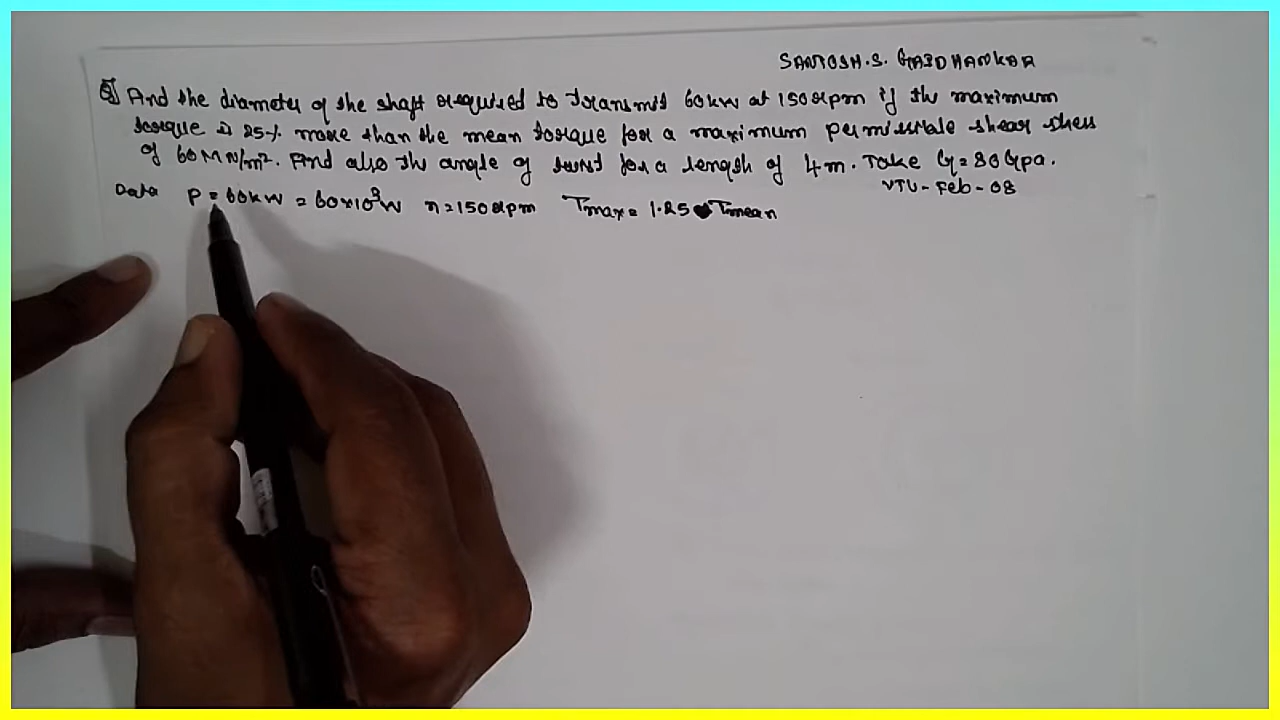 SANTOSH.S. GABDHANKAR
Q] Find the diameter of the shaft required to transmit 60kw at 150rpm if the maximum
torque is 25% more than the mean torque for a maximum permissible shear stress
of 60MN/m². Find also the angle of twist for a length of 4m. Take G=80Gpa.
VTU-Feb-08
Data P=60kW = 60×10³W n=150rpm Tmax=1.25 Tmean